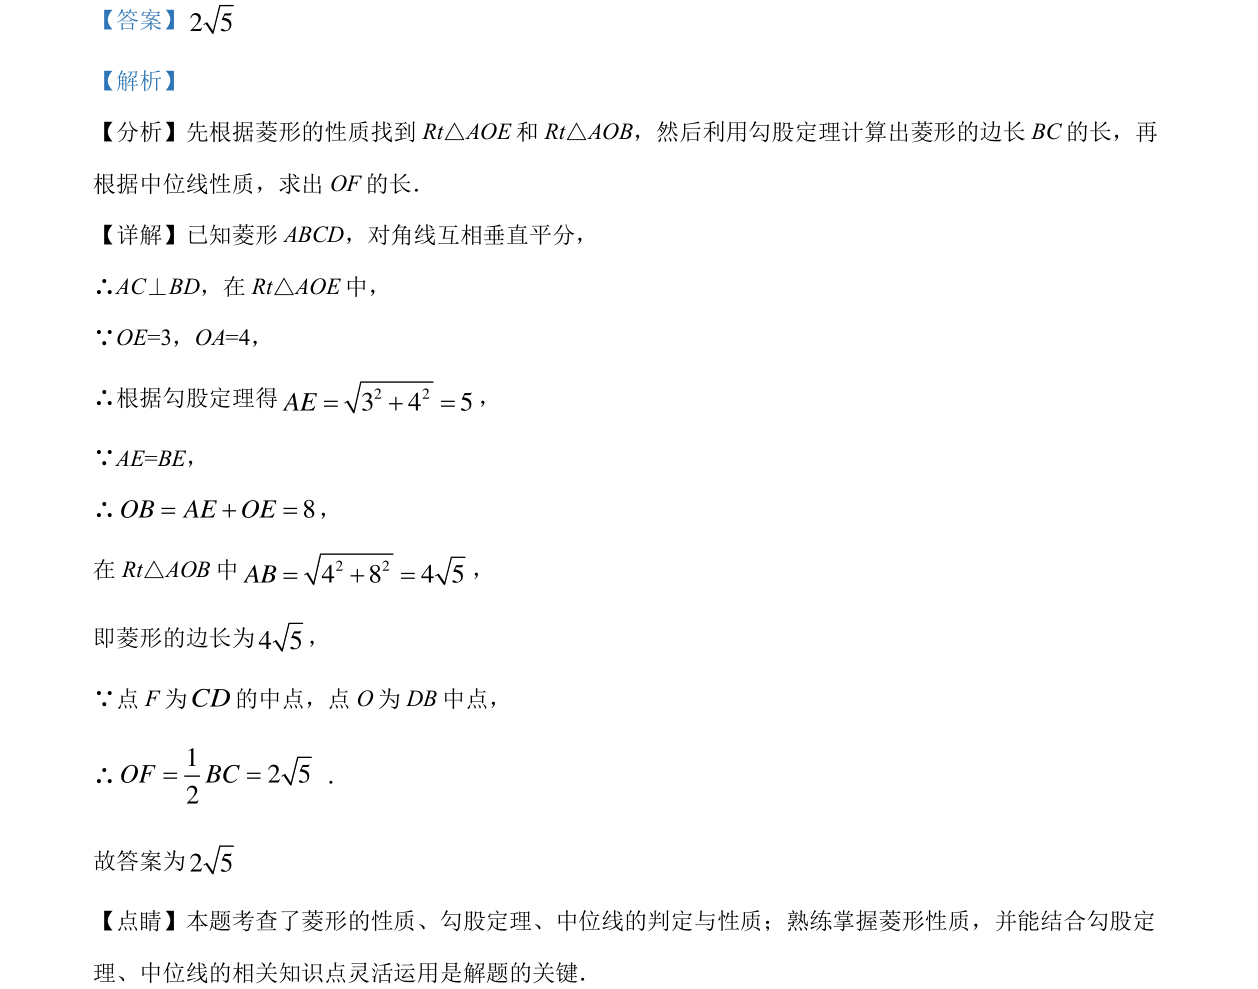 【答案】2√5
【解析】
【分析】先根据菱形的性质找到 Rt△AOE 和 Rt△AOB，然后利用勾股定理计算出菱形的边长 BC 的长，再
根据中位线性质，求出 OF 的长．
【详解】已知菱形 ABCD，对角线互相垂直平分，
∴AC⊥BD，在 Rt△AOE 中，
∵OE=3，OA=4，
∴根据勾股定理得 AE = √(3² + 4²) = 5，
∵AE=BE，
∴ OB = AE + OE = 8，
在 Rt△AOB 中 AB = √(4² + 8²) = 4√5，
即菱形的边长为 4√5，
∵点 F 为 CD 的中点，点 O 为 DB 中点，
∴ OF = 1/2 BC = 2√5 ．
故答案为 2√5
【点睛】本题考查了菱形的性质、勾股定理、中位线的判定与性质；熟练掌握菱形性质，并能结合勾股定
理、中位线的相关知识点灵活运用是解题的关键．